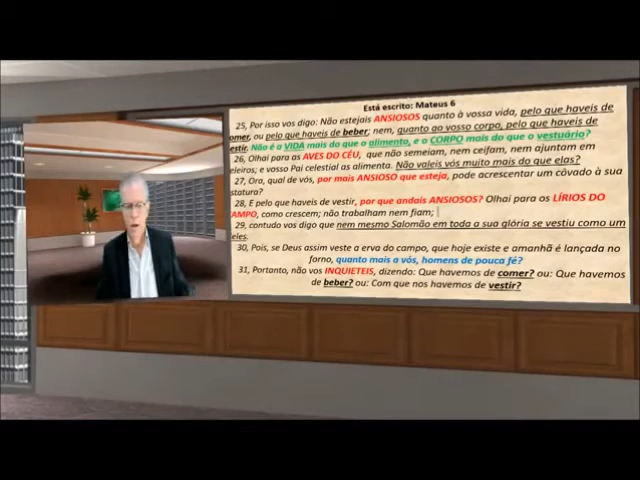 Está escrito: Mateus 6
25, Por isso vos digo: Não estejais ANSIOSOS quanto à vossa vida, pelo que haveis de
omer, ou pelo que haveis de beber; nem, quanto ao vosso corpo, pelo que haveis de
estir. Não é a VIDA mais do que o alimento, e o CORPO mais do que o vestuário?
26, Olhai para as AVES DO CÉU, que não semeiam, nem ceifam, nem ajuntam em
eleiros; e vosso Pai celestial as alimenta. Não valeis vós muito mais do que elas?
27, Ora, qual de vós, por mais ANSIOSO que esteja, pode acrescentar um côvado à sua
statura?
28, E pelo que haveis de vestir, por que andais ANSIOSOS? Olhai para os LÍRIOS DO
AMPO, como crescem; não trabalham nem fiam;
29, contudo vos digo que nem mesmo Salomão em toda a sua glória se vestiu como um
eles.
30, Pois, se Deus assim veste a erva do campo, que hoje existe e amanhã é lançada no
forno, quanto mais a vós, homens de pouca fé?
31, Portanto, não vos INQUIETEIS, dizendo: Que havemos de comer? ou: Que havemos
de beber? ou: Com que nos havemos de vestir?